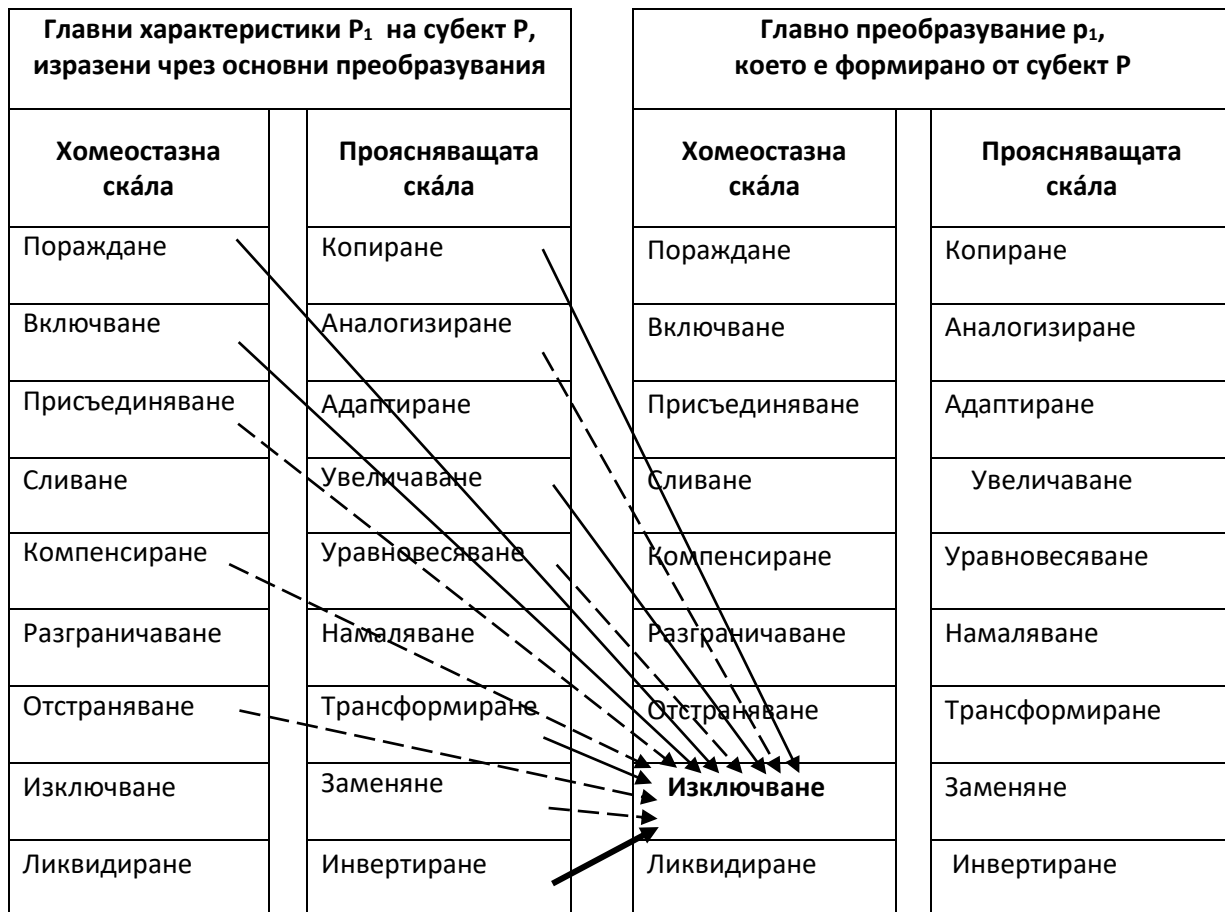 Главни характеристики P₁ на субект P,
изразени чрез основни преобразувания
Главно преобразувание p₁,
което е формирано от субект P
Хомеостазна
ска́ла
Проясняващата
ска́ла
Хомеостазна
ска́ла
Проясняващата
ска́ла
Пораждане
Копиране
Пораждане
Копиране
Включване
Аналогизиране
Включване
Аналогизиране
Присъединяване
Адаптиране
Присъединяване
Адаптиране
Сливане
Увеличаване
Сливане
Увеличаване
Компенсиране
Уравновесяване
Компенсиране
Уравновесяване
Разграничаване
Намаляване
Разграничаване
Намаляване
Отстраняване
Трансформиране
Отстраняване
Трансформиране
Изключване
Заменяне
Изключване
Заменяне
Ликвидиране
Инвертиране
Ликвидиране
Инвертиране